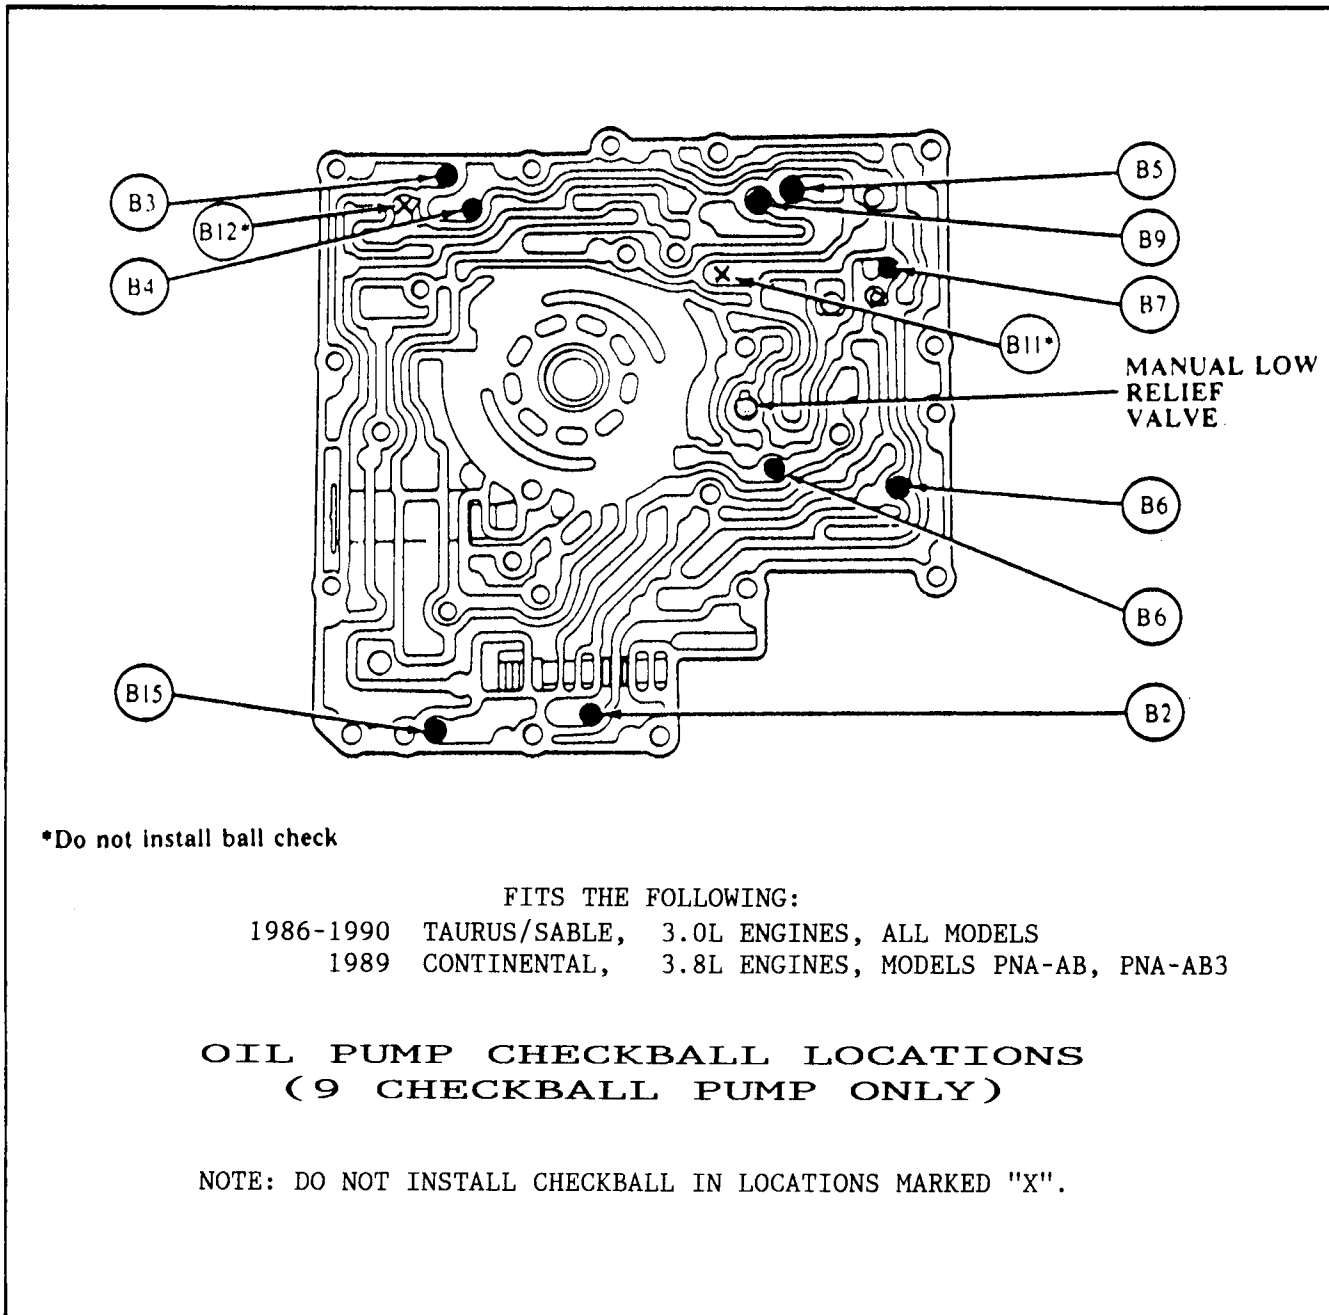 B3
B12*
B4
B5
B9
B7
B11*
MANUAL LOW
RELIEF
VALVE
B6
B6
B15
B2
*Do not install ball check
FITS THE FOLLOWING:
1986-1990 TAURUS/SABLE, 3.0L ENGINES, ALL MODELS
1989 CONTINENTAL, 3.8L ENGINES, MODELS PNA-AB, PNA-AB3
OIL PUMP CHECKBALL LOCATIONS
(9 CHECKBALL PUMP ONLY)
NOTE: DO NOT INSTALL CHECKBALL IN LOCATIONS MARKED "X".